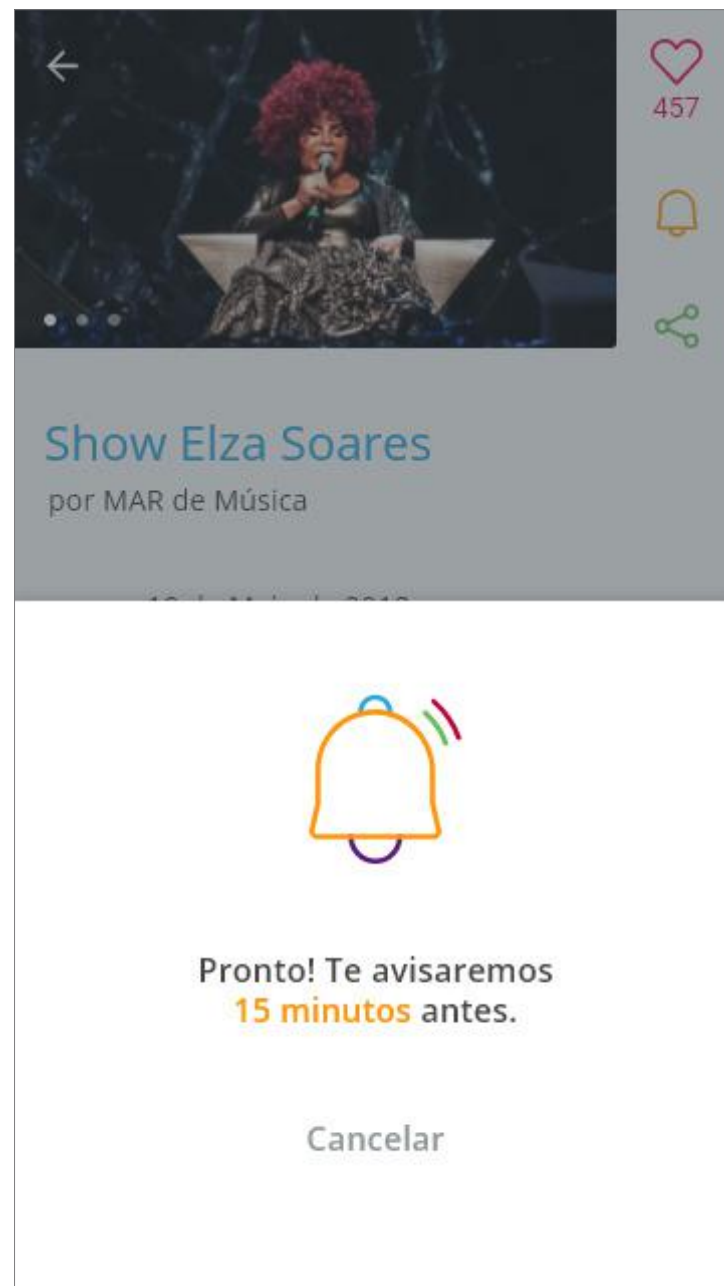 457
Show Elza Soares
por MAR de Música
Pronto! Te avisaremos
15 minutos antes.
Cancelar